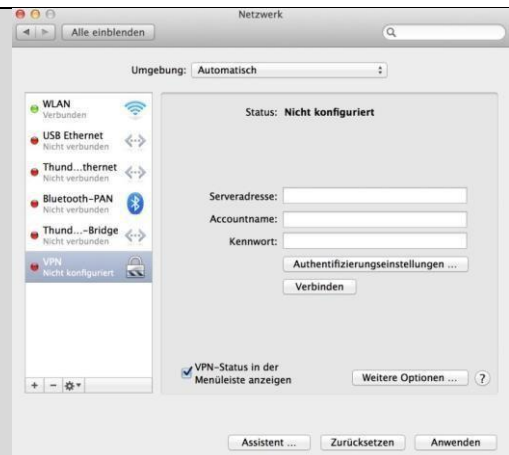 Netzwerk
Alle einblenden
Umgebung: Automatisch
WLAN
Verbunden
USB Ethernet
Nicht verbunden
Thund...thernet
Nicht verbunden
Bluetooth-PAN
Nicht verbunden
Thund...-Bridge
Nicht verbunden
VPN
Nicht konfiguriert
Status: Nicht konfiguriert
Serveradresse:
Accountname:
Kennwort:
Authentifizierungseinstellungen ...
Verbinden
VPN-Status in der
Menüleiste anzeigen
Weitere Optionen ...
?
+ −
Assistent ...
Zurücksetzen
Anwenden